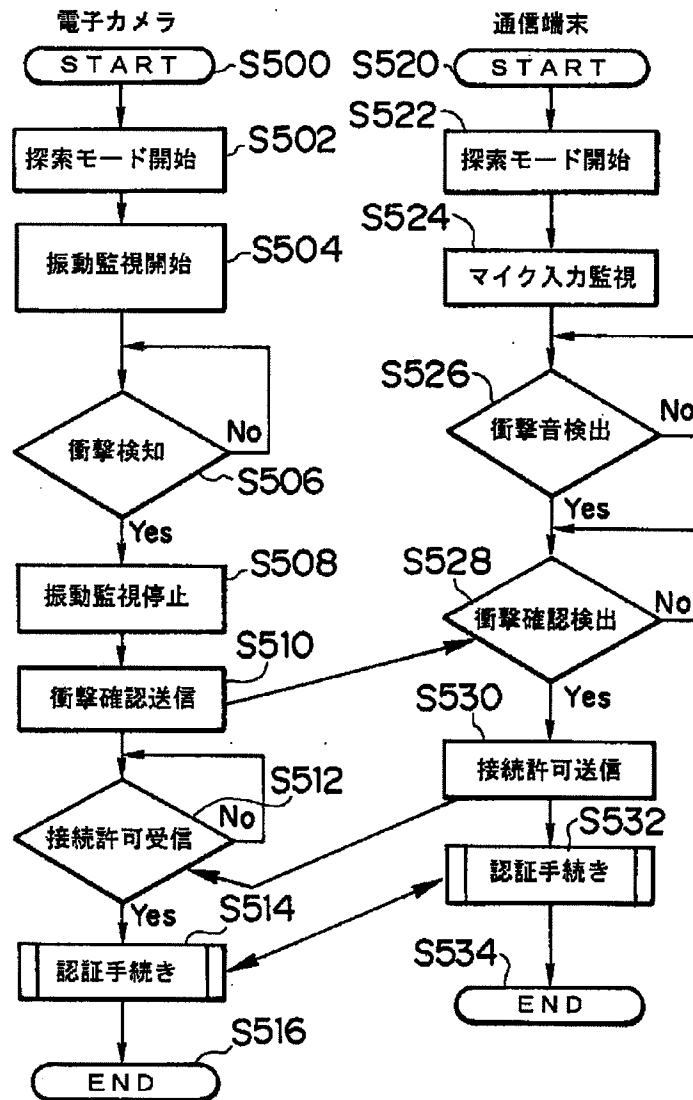 電子カメラ
START
S500
探索モード開始
S502
振動監視開始
S504
衝撃検知
No
S506
Yes
振動監視停止
S508
衝撃確認送信
S510
接続許可受信
No
S512
Yes
認証手続き
S514
END
S516
通信端末
S520
START
S522
探索モード開始
S524
マイク入力監視
S526
衝撃音検出
No
Yes
S528
衝撃確認検出
No
Yes
S530
接続許可送信
S532
認証手続き
S534
END